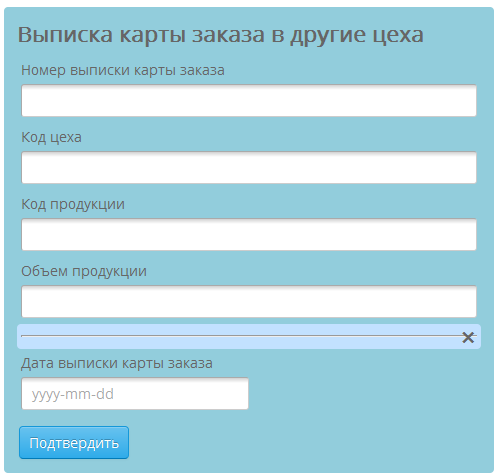 Выписка карты заказа в другие цеха
Номер выписки карты заказа
Код цеха
Код продукции
Объем продукции
Дата выписки карты заказа
yyyy-mm-dd
Подтвердить